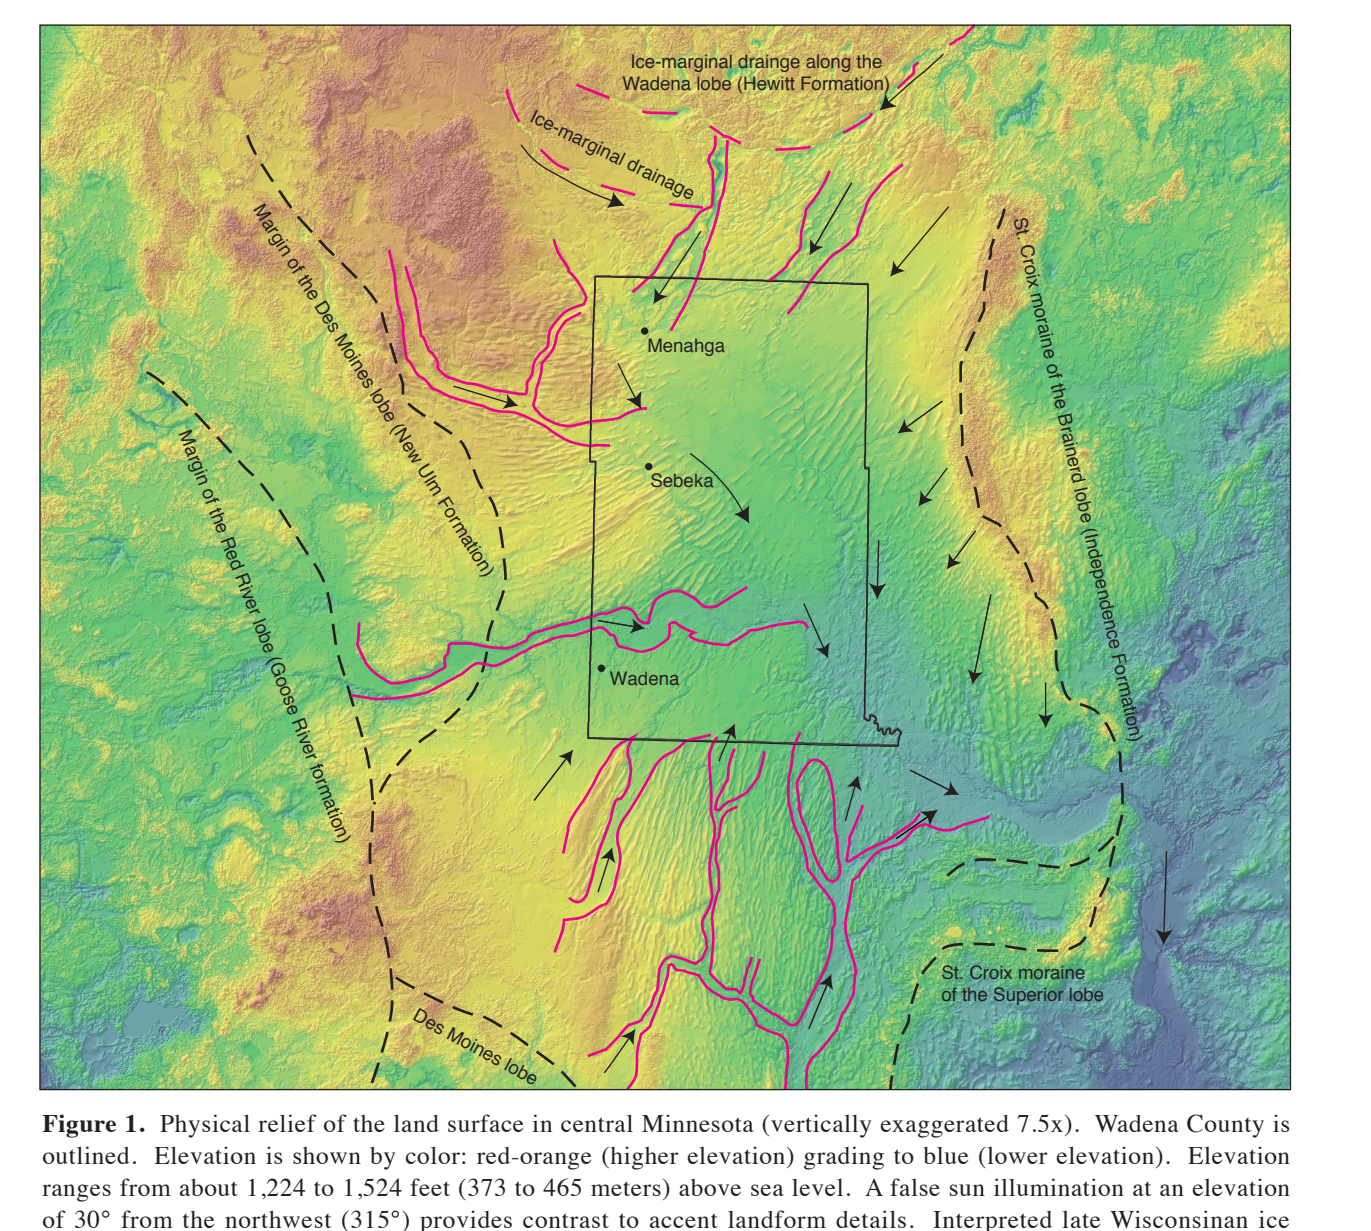 Ice-marginal drainge along the
Wadena lobe (Hewitt Formation)
Ice-marginal drainage
Margin of the Des Moines lobe (New Ulm Formation)
St. Croix moraine of the Brainerd lobe (Independence Formation)
Menahga
Margin of the Red River lobe (Goose River formation)
Sebeka
Wadena
St. Croix moraine
of the Superior lobe
Des Moines lobe
Figure 1. Physical relief of the land surface in central Minnesota (vertically exaggerated 7.5x). Wadena County is
outlined. Elevation is shown by color: red-orange (higher elevation) grading to blue (lower elevation). Elevation
ranges from about 1,224 to 1,524 feet (373 to 465 meters) above sea level. A false sun illumination at an elevation
of 30° from the northwest (315°) provides contrast to accent landform details. Interpreted late Wisconsinan ice